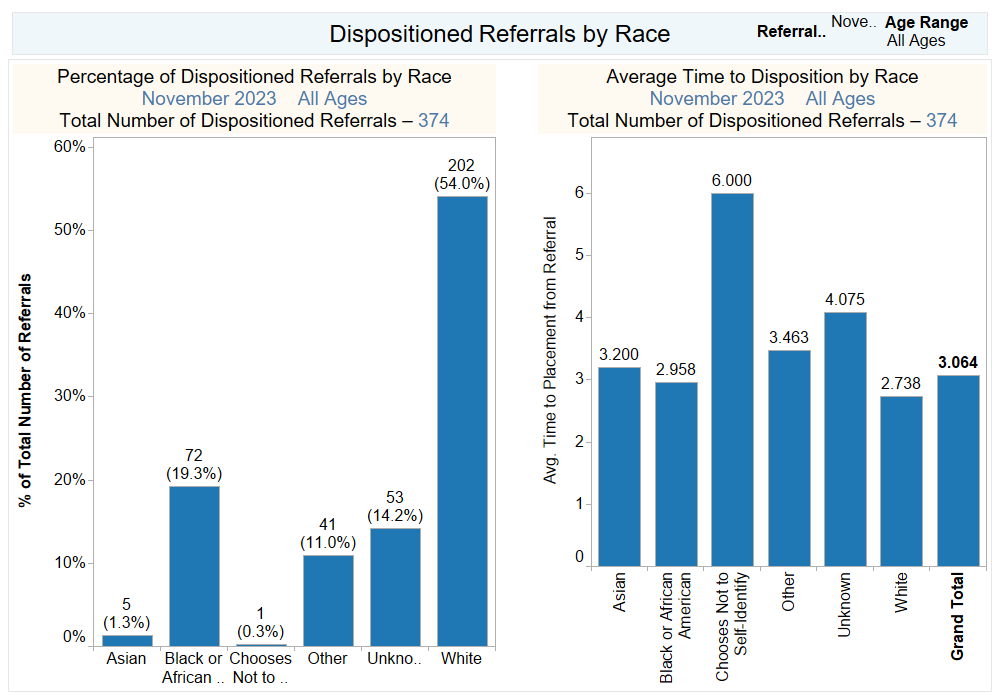 Dispositioned Referrals by Race
Referral..
Nove..
Age Range
All Ages
Percentage of Dispositioned Referrals by Race
November 2023 All Ages
Total Number of Dispositioned Referrals – 374
% of Total Number of Referrals
60%
50%
40%
30%
20%
10%
0%
5
(1.3%)
72
(19.3%)
1
(0.3%)
41
(11.0%)
53
(14.2%)
202
(54.0%)
Asian
Black or
African ..
Chooses
Not to ..
Other
Unkno..
White
Average Time to Disposition by Race
November 2023 All Ages
Total Number of Dispositioned Referrals – 374
Avg. Time to Placement from Referral
6
5
4
3
2
1
0
3.200
2.958
6.000
3.463
4.075
2.738
3.064
Asian
Black or African
American
Chooses Not to
Self-Identify
Other
Unknown
White
Grand Total